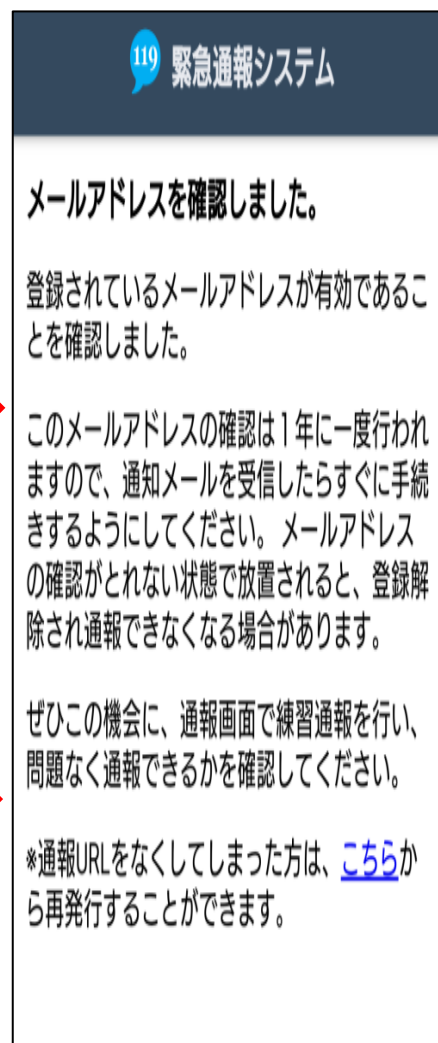 119 緊急通報システム
メールアドレスを確認しました。
登録されているメールアドレスが有効であるこ
とを確認しました。
このメールアドレスの確認は1年に一度行われ
ますので、通知メールを受信したらすぐに手続
きするようにしてください。メールアドレス
の確認がとれない状態で放置されると、登録解
除され通報できなくなる場合があります。
ぜひこの機会に、通報画面で練習通報を行い、
問題なく通報できるかを確認してください。
*通報URLをなくしてしまった方は、こちらか
ら再発行することができます。